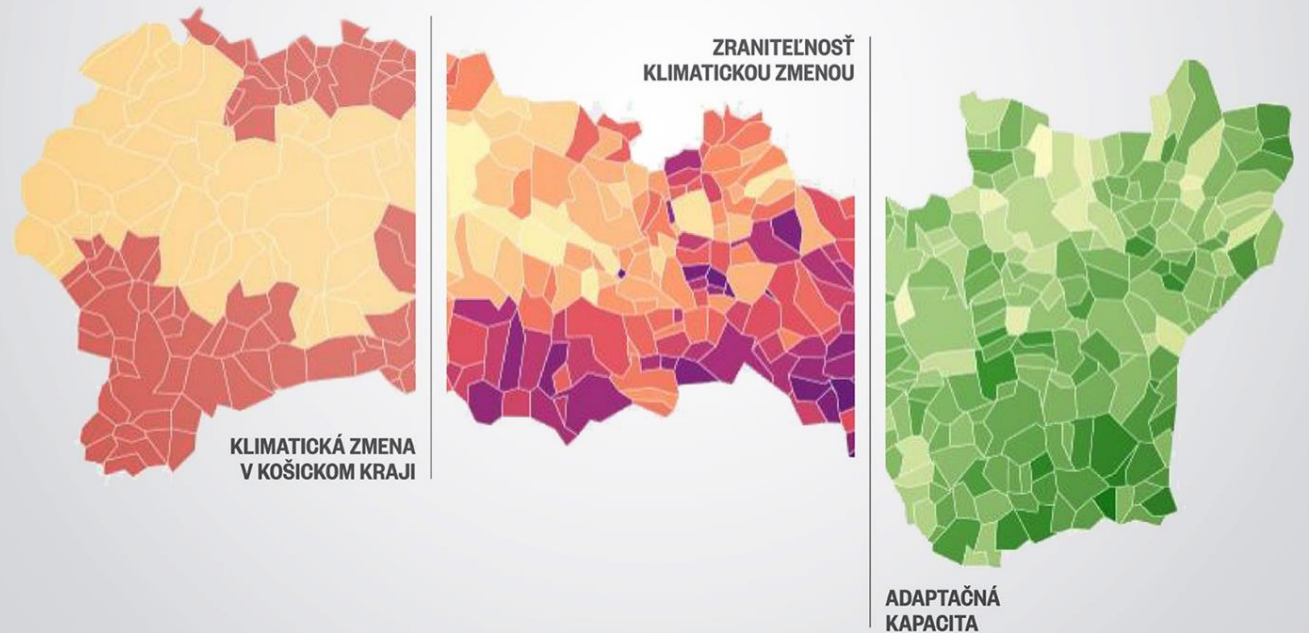 KLIMATICKÁ ZMENA
V KOŠICKOM KRAJI
ZRANITEĽNOSŤ
KLIMATICKOU ZMENOU
ADAPTAČNÁ
KAPACITA